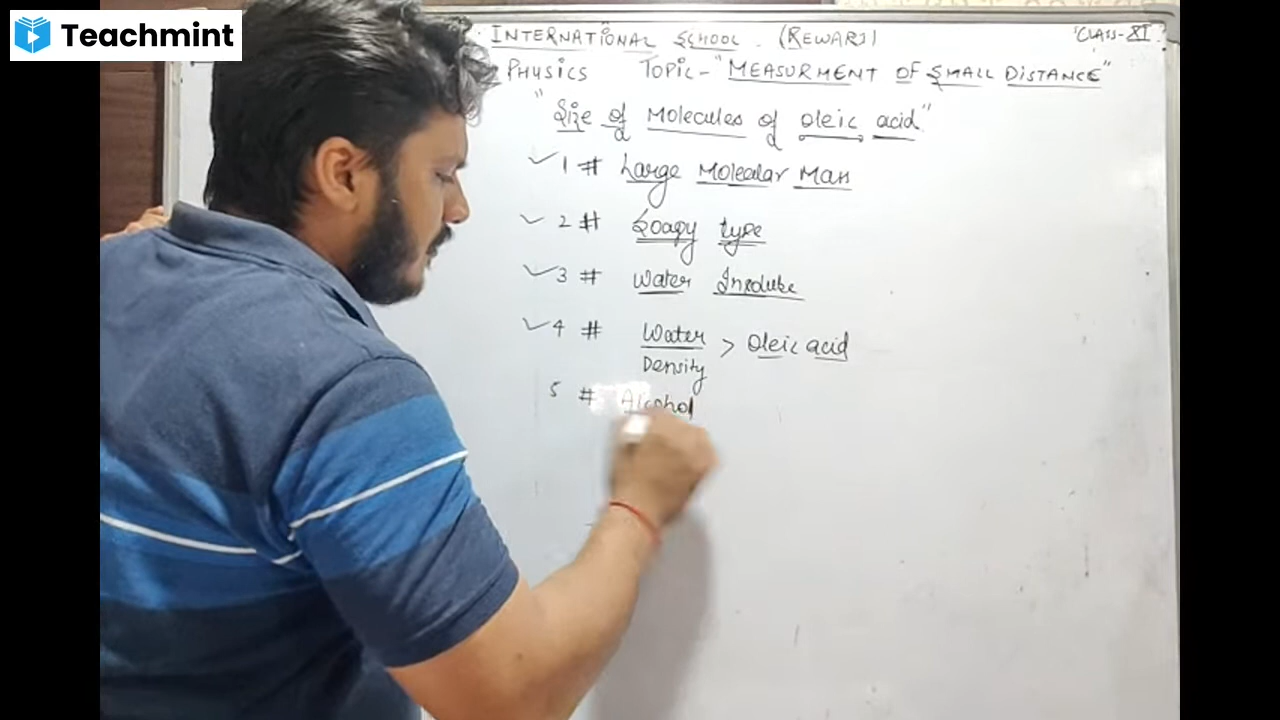 Teachmint
INTERNATIONAL SCHOOL. (REWARI)
CLASS-XI
PHYSICS TOPIC-"MEASURMENT OF SMALL DISTANCE"
"Size of Molecules of oleic acid"
1 # Large Molecular Mass
2 # Soapy type
3 # Water
4 # Water > Oleic acid
Density
5 # Alcohol